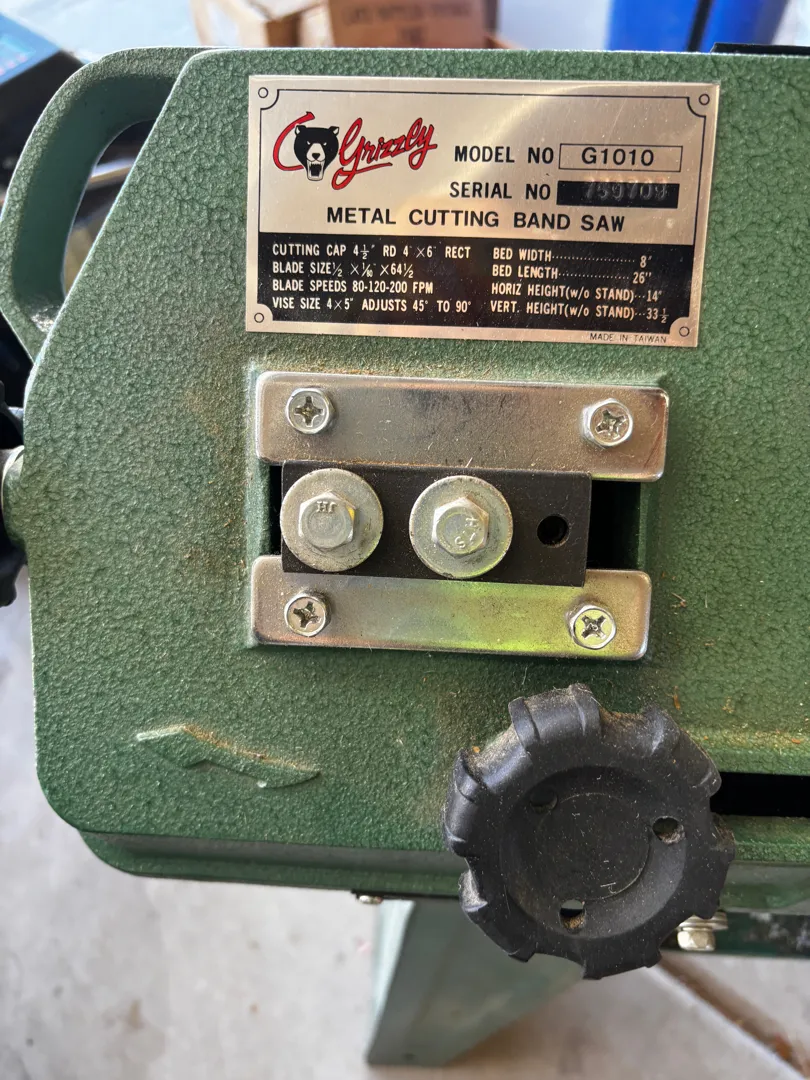 Grizzly
MODEL NO G1010
SERIAL NO
METAL CUTTING BAND SAW
CUTTING CAP 4½" RD 4" ×6" RECT
BLADE SIZE ½ ×1/16" ×64½
BLADE SPEEDS 80-120-200 FPM
VISE SIZE 4×5" ADJUSTS 45° TO 90°
BED WIDTH····················8'
BED LENGTH················26"
HORIZ HEIGHT(w/o STAND)···14"
VERT. HEIGHT(w/o STAND)···33½
MADE IN TAIWAN